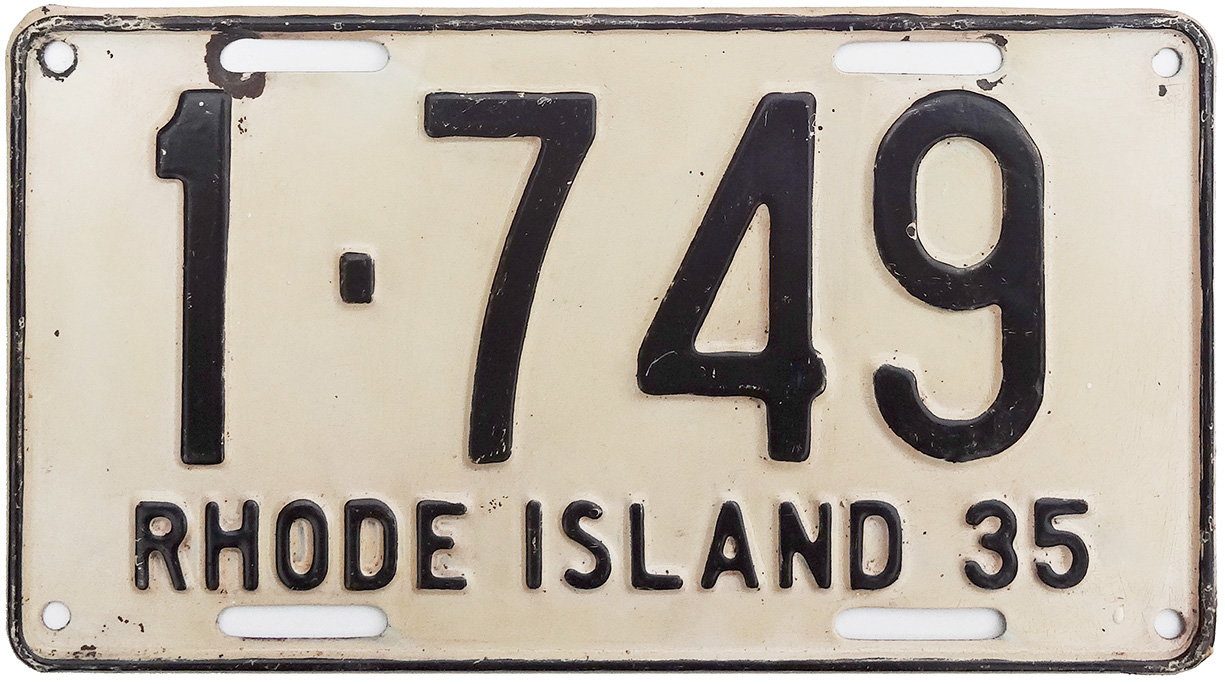 1·749
RHODE ISLAND 35